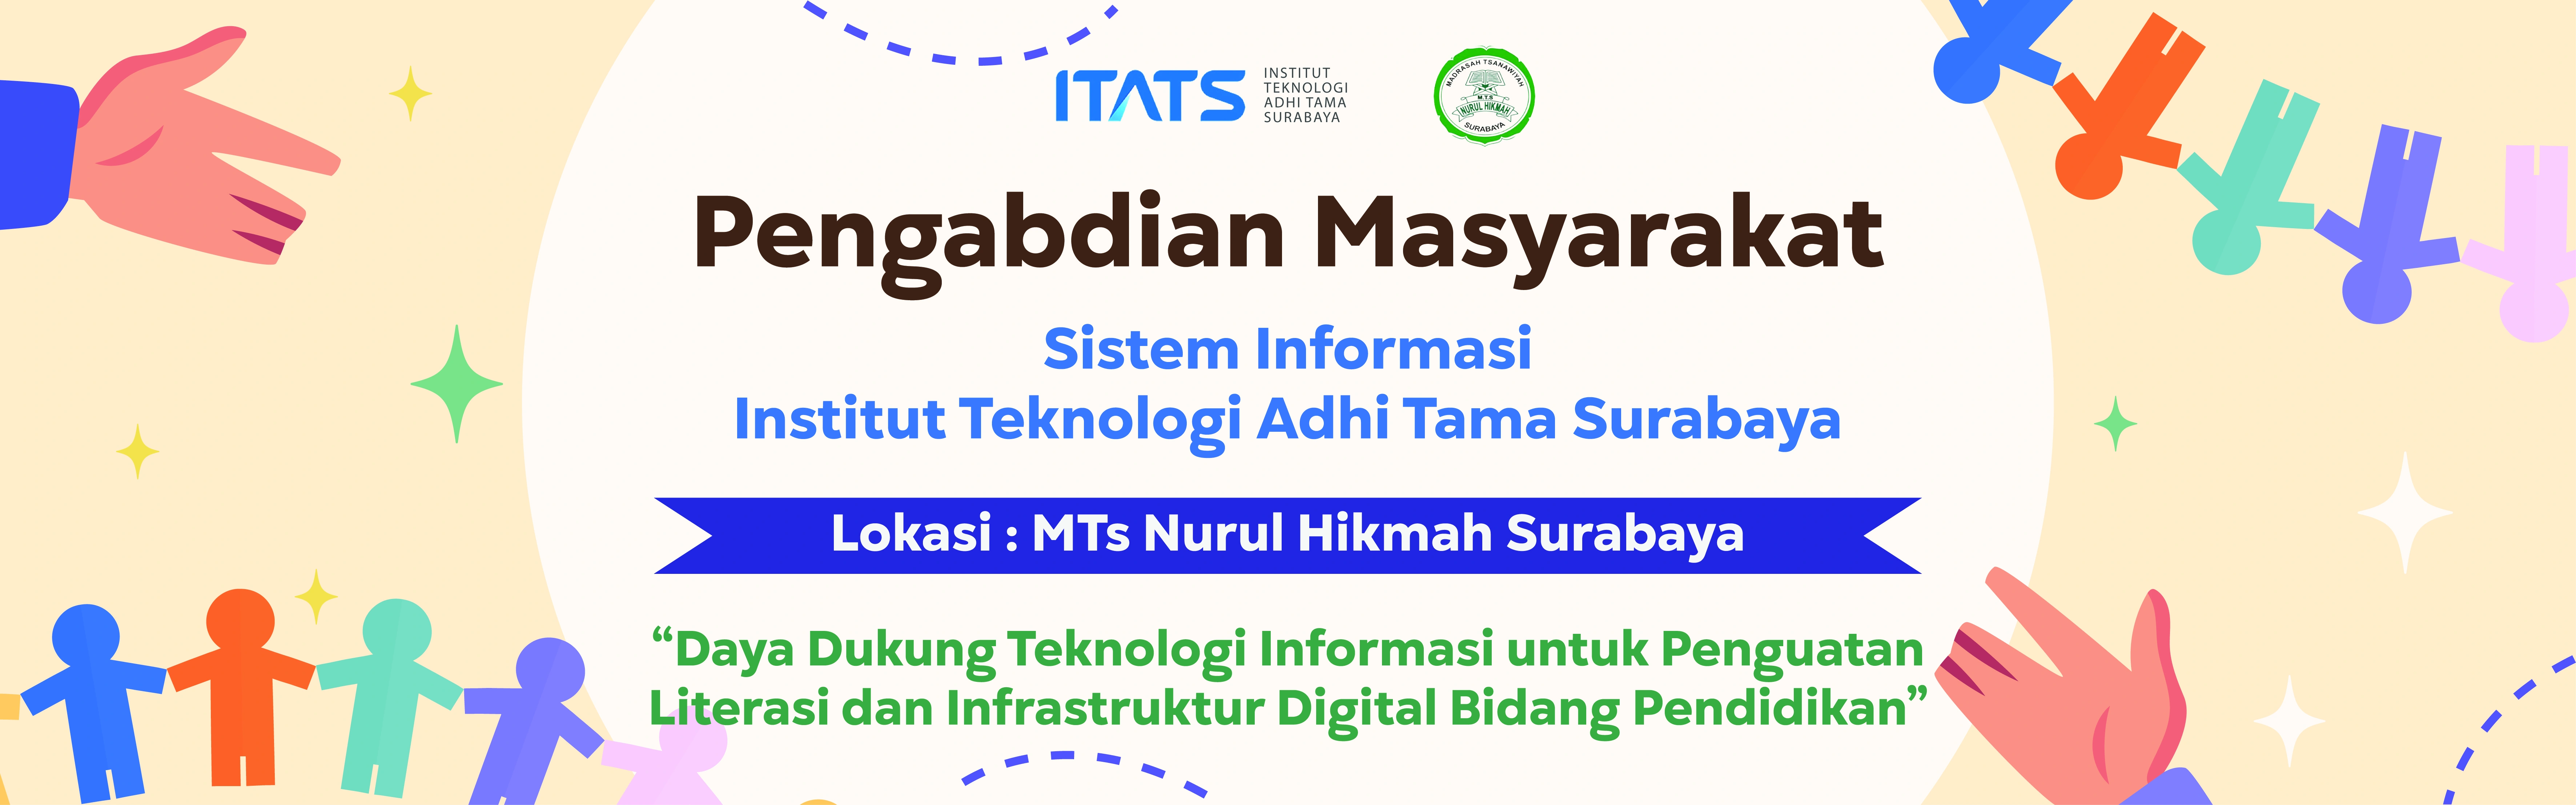 ITATS
INSTITUT
TEKNOLOGI
ADHI TAMA
SURABAYA
MADRASAH TSANAWIYAH
M.T.S
NURUL HIKMAH
SURABAYA
Pengabdian Masyarakat
Sistem Informasi
Institut Teknologi Adhi Tama Surabaya
Lokasi : MTs Nurul Hikmah Surabaya
“Daya Dukung Teknologi Informasi untuk Penguatan
Literasi dan Infrastruktur Digital Bidang Pendidikan”